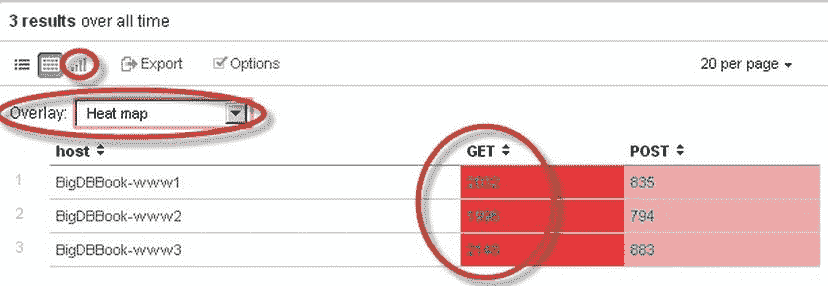 3 results over all time
Export Options 20 per page
Overlay: Heat map
host GET POST
1 BigDBBook-www1 835
2 BigDBBook-www2 794
3 BigDBBook-www3 883